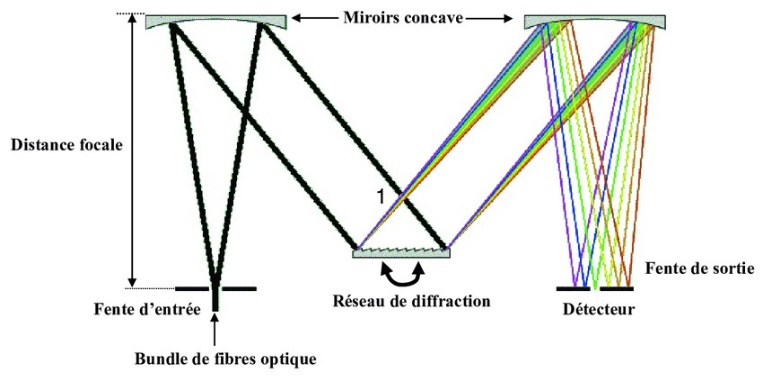 Miroirs concave
Distance focale
1
Fente de sortie
Fente d'entrée
Réseau de diffraction
Détecteur
Bundle de fibres optique